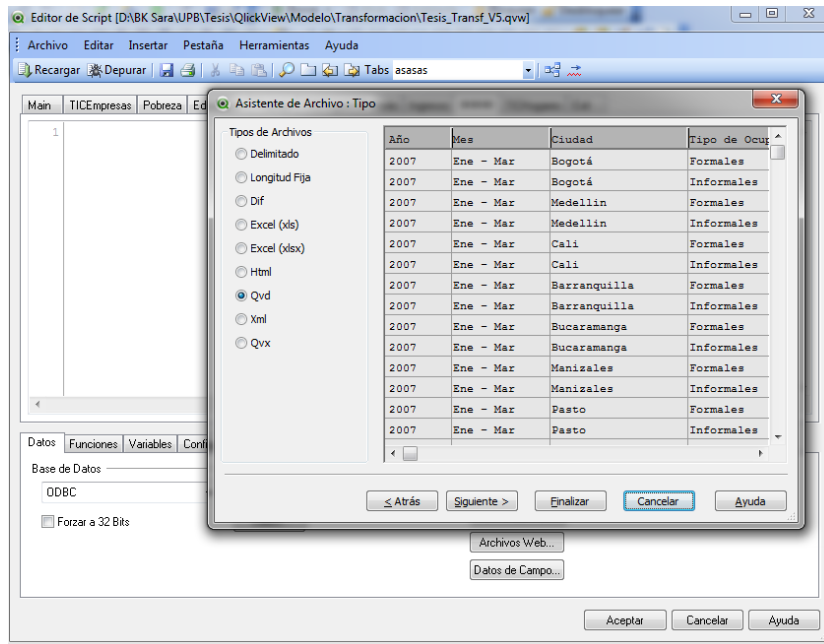 Editor de Script [D:\BK Sara\UPB\Tesis\QlickView\Modelo\Transformacion\Tesis_Transf_V5.qvw]
Archivo Editar Insertar Pestaña Herramientas Ayuda
Recargar Depurar Tabs asasas
Main TICEmpresas Pobreza Ed
1
Asistente de Archivo : Tipo
Tipos de Archivos
Delimitado
Longitud Fija
Dif
Excel (xls)
Excel (xlsx)
Html
Qvd
Xml
Qvx
Año Mes Ciudad Tipo de Ocup
2007 Ene - Mar Bogotá Formales
2007 Ene - Mar Bogotá Informales
2007 Ene - Mar Medellin Formales
2007 Ene - Mar Medellin Informales
2007 Ene - Mar Cali Formales
2007 Ene - Mar Cali Informales
2007 Ene - Mar Barranquilla Formales
2007 Ene - Mar Barranquilla Informales
2007 Ene - Mar Bucaramanga Formales
2007 Ene - Mar Bucaramanga Informales
2007 Ene - Mar Manizales Formales
2007 Ene - Mar Manizales Informales
2007 Ene - Mar Pasto Formales
2007 Ene - Mar Pasto Informales
< Atrás Siguiente > Finalizar Cancelar Ayuda
Datos Funciones Variables Confi
Base de Datos
ODBC
Forzar a 32 Bits
Archivos Web...
Datos de Campo...
Aceptar Cancelar Ayuda